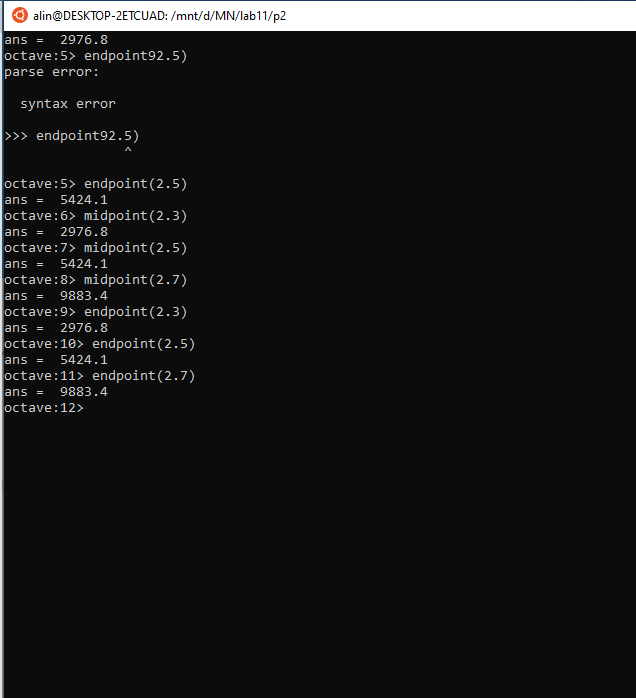 alin@DESKTOP-2ETCUAD: /mnt/d/MN/lab11/p2
ans =  2976.8
octave:5> endpoint92.5)
parse error:
  syntax error
>>> endpoint92.5)
               ^
octave:5> endpoint(2.5)
ans =  5424.1
octave:6> midpoint(2.3)
ans =  2976.8
octave:7> midpoint(2.5)
ans =  5424.1
octave:8> midpoint(2.7)
ans =  9883.4
octave:9> endpoint(2.3)
ans =  2976.8
octave:10> endpoint(2.5)
ans =  5424.1
octave:11> endpoint(2.7)
ans =  9883.4
octave:12>